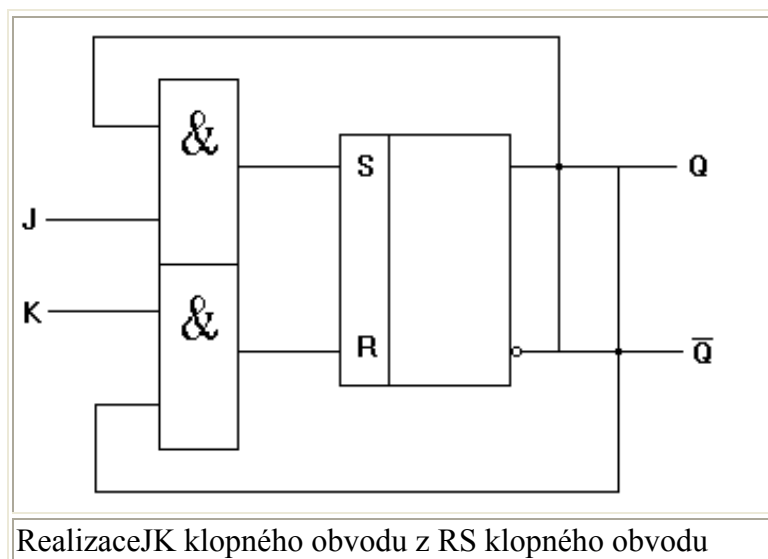 &
S
Q
J
K
&
R
Q̅
RealizaceJK klopného obvodu z RS klopného obvodu